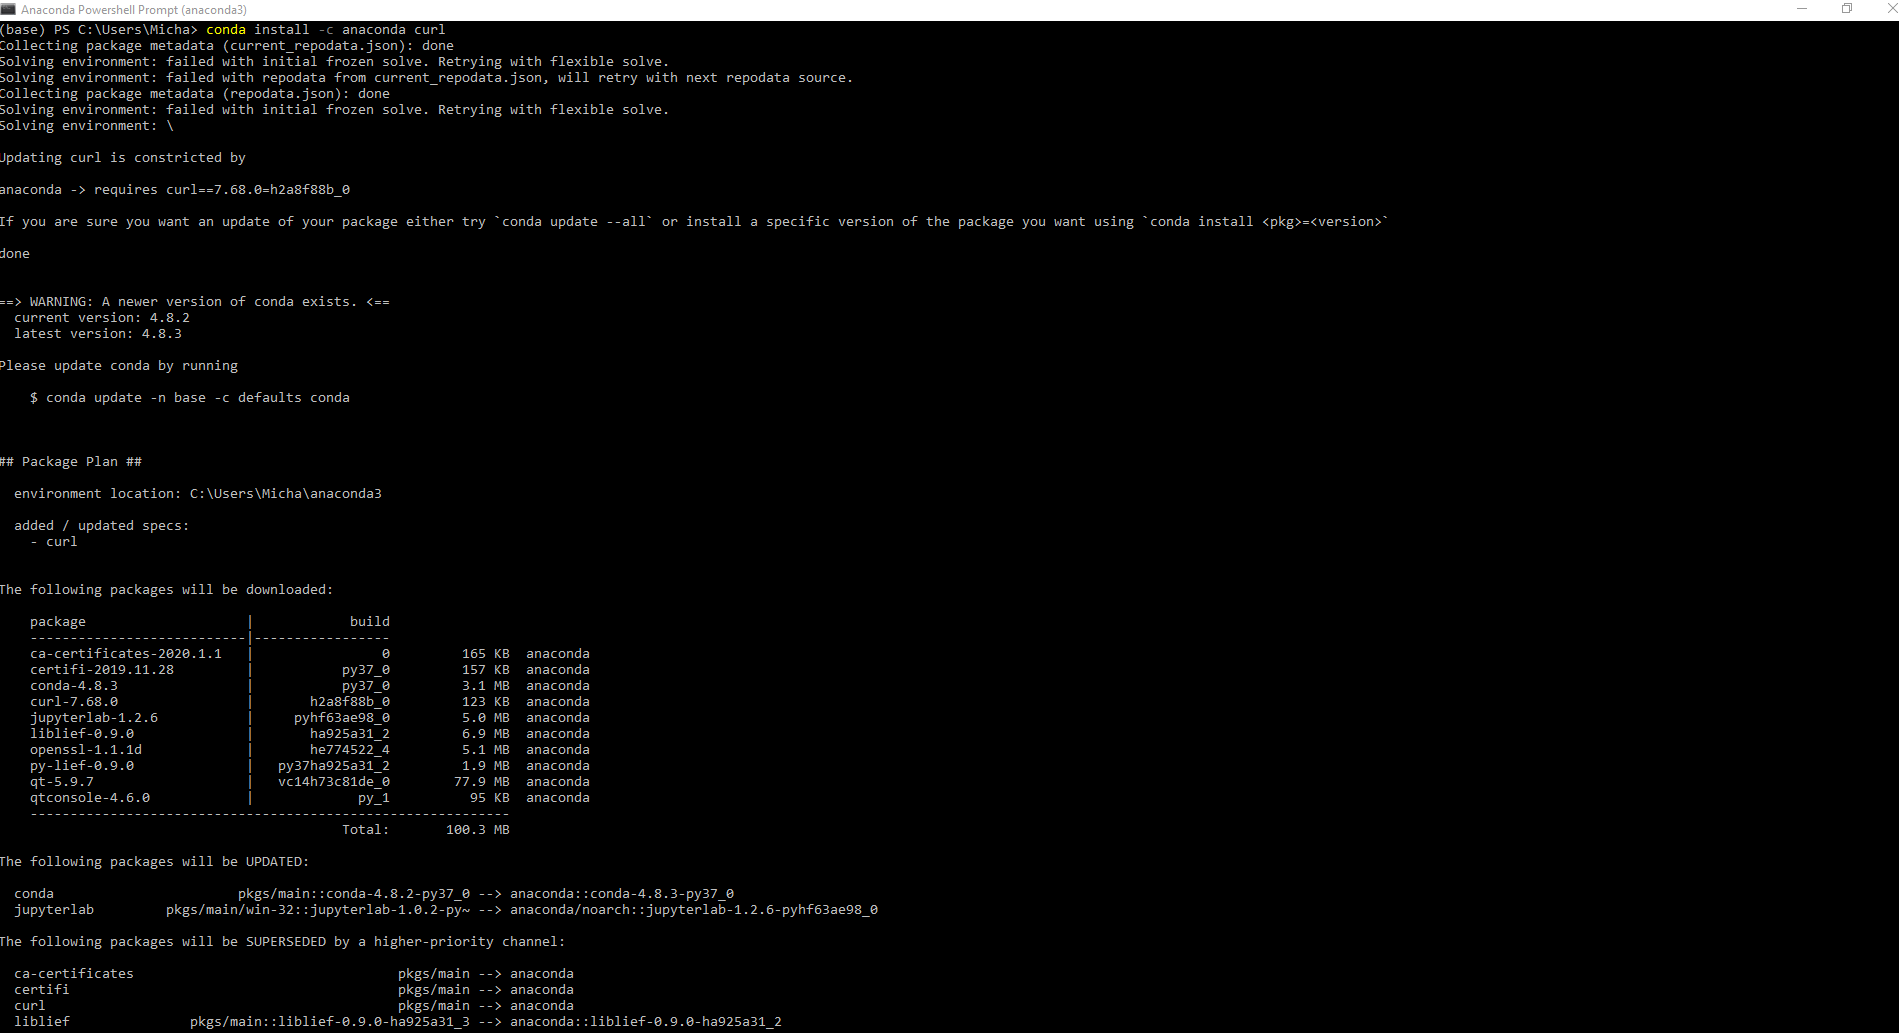 Anaconda Powershell Prompt (anaconda3)
(base) PS C:\Users\Micha> conda install -c anaconda curl
Collecting package metadata (current_repodata.json): done
Solving environment: failed with initial frozen solve. Retrying with flexible solve.
Solving environment: failed with repodata from current_repodata.json, will retry with next repodata source.
Collecting package metadata (repodata.json): done
Solving environment: failed with initial frozen solve. Retrying with flexible solve.
Solving environment: \
Updating curl is constricted by
anaconda -> requires curl==7.68.0=h2a8f88b_0
If you are sure you want an update of your package either try `conda update --all` or install a specific version of the package you want using `conda install <pkg>=<version>`
done
==> WARNING: A newer version of conda exists. <==
current version: 4.8.2
latest version: 4.8.3
Please update conda by running
$ conda update -n base -c defaults conda
## Package Plan ##
environment location: C:\Users\Micha\anaconda3
added / updated specs:
- curl
The following packages will be downloaded:
package | build
---------------------------|-----------------
ca-certificates-2020.1.1 | 0 165 KB anaconda
certifi-2019.11.28 | py37_0 157 KB anaconda
conda-4.8.3 | py37_0 3.1 MB anaconda
curl-7.68.0 | h2a8f88b_0 123 KB anaconda
jupyterlab-1.2.6 | pyhf63ae98_0 5.0 MB anaconda
liblief-0.9.0 | ha925a31_2 6.9 MB anaconda
openssl-1.1.1d | he774522_4 5.1 MB anaconda
py-lief-0.9.0 | py37ha925a31_2 1.9 MB anaconda
qt-5.9.7 | vc14h73c81de_0 77.9 MB anaconda
qtconsole-4.6.0 | py_1 95 KB anaconda
------------------------------------------------------------
Total: 100.3 MB
The following packages will be UPDATED:
conda pkgs/main::conda-4.8.2-py37_0 --> anaconda::conda-4.8.3-py37_0
jupyterlab pkgs/main/win-32::jupyterlab-1.0.2-py~ --> anaconda/noarch::jupyterlab-1.2.6-pyhf63ae98_0
The following packages will be SUPERSEDED by a higher-priority channel:
ca-certificates pkgs/main --> anaconda
certifi pkgs/main --> anaconda
curl pkgs/main --> anaconda
liblief pkgs/main::liblief-0.9.0-ha925a31_3 --> anaconda::liblief-0.9.0-ha925a31_2